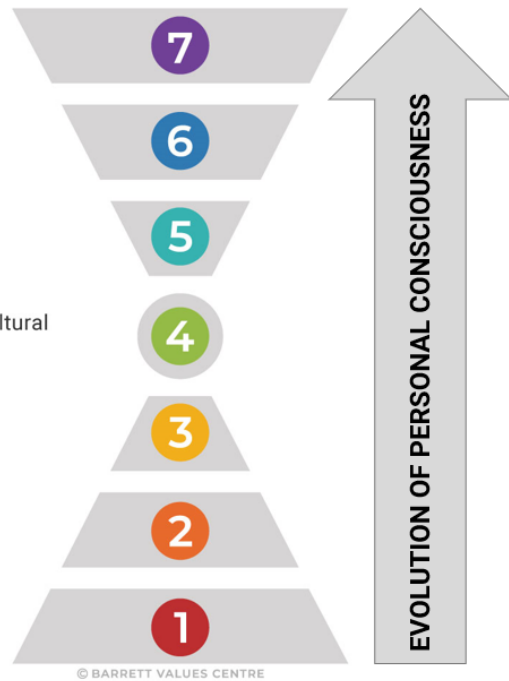 7
6
5
ltural
4
3
2
1
EVOLUTION OF PERSONAL CONSCIOUSNESS
© BARRETT VALUES CENTRE